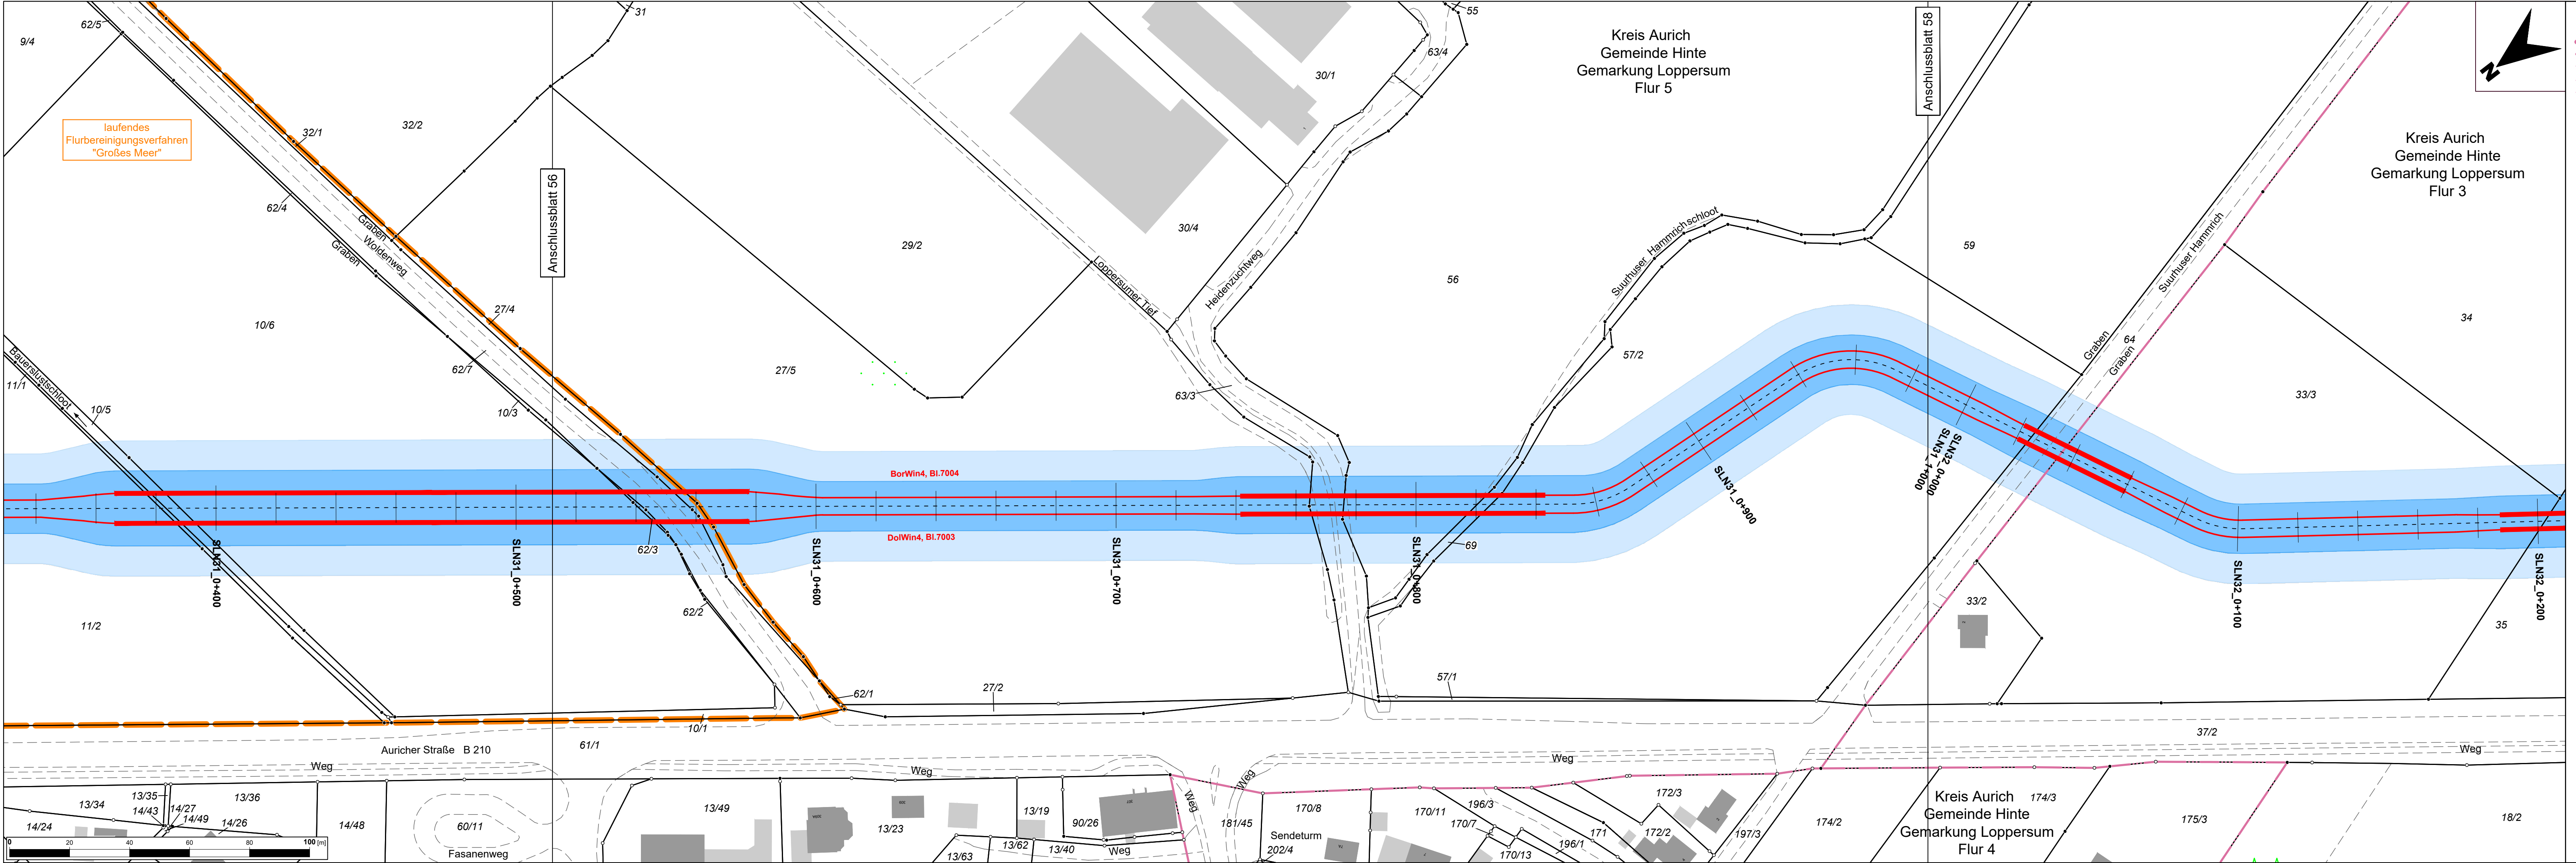 62/5
9/4
31
55
63/4
30/1
Kreis Aurich
Gemeinde Hinte
Gemarkung Loppersum
Flur 5
Anschlussblatt 58
N
laufendes
Flurbereinigungsverfahren
"Großes Meer"
32/1
32/2
Kreis Aurich
Gemeinde Hinte
Gemarkung Loppersum
Flur 3
62/4
Graben
Woldenweg
Graben
Anschlussblatt 56
29/2
30/4
Loppersumer Tief
Heidenzuchtweg
56
Suurhuser Hammrichschloot
59
Suurhuser Hammrich
10/6
27/4
34
Bauerslustschloot
11/1
10/5
62/7
10/3
27/5
63/3
57/2
Graben
64
Graben
33/3
BorWin4, Bl.7004
DolWin4, Bl.7003
SLN31_0+400
SLN31_0+500
SLN31_0+600
SLN31_0+700
SLN31_0+800
SLN31_0+900
SLN32_0+000
SLN31_1+000
SLN32_0+100
SLN32_0+200
62/3
62/2
69
11/2
33/2
35
62/1
27/2
57/1
10/1
61/1
Auricher Straße B 210
37/2
Weg
Weg
Weg
Weg
Weg
Weg
Weg
13/34
13/35
14/43
14/27
14/49
13/36
14/26
14/24
14/48
60/11
Fasanenweg
13/49
13/23
13/19
13/62
13/63
13/40
90/26
181/45
170/8
Sendeturm
202/4
170/11
196/3
170/7
170/13
196/1
171
172/3
172/2
197/3
174/2
Kreis Aurich
Gemeinde Hinte
Gemarkung Loppersum
Flur 4
174/3
175/3
18/2
0 20 40 60 80 100 [m]